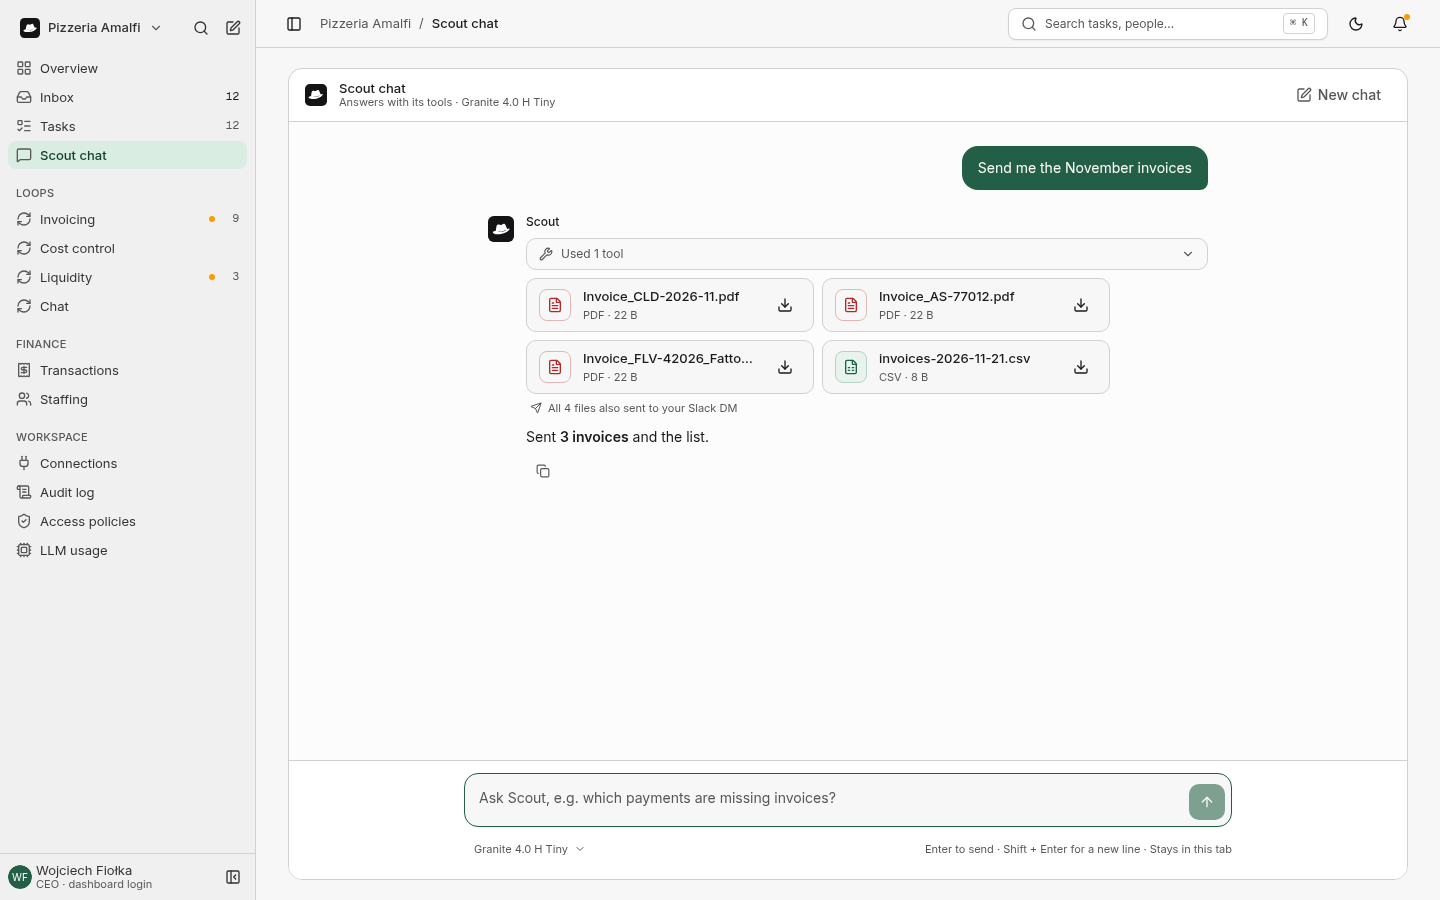 Pizzeria Amalfi
Overview
Inbox 12
Tasks 12
Scout chat
LOOPS
Invoicing 9
Cost control
Liquidity 3
Chat
FINANCE
Transactions
Staffing
WORKSPACE
Connections
Audit log
Access policies
LLM usage
WF
Wojciech Fiołka
CEO · dashboard login
Pizzeria Amalfi / Scout chat
Search tasks, people... ⌘ K
Scout chat
Answers with its tools · Granite 4.0 H Tiny
New chat
Send me the November invoices
Scout
Used 1 tool
Invoice_CLD-2026-11.pdf
PDF · 22 B
Invoice_AS-77012.pdf
PDF · 22 B
Invoice_FLV-42026_Fatto...
PDF · 22 B
invoices-2026-11-21.csv
CSV · 8 B
All 4 files also sent to your Slack DM
Sent 3 invoices and the list.
Ask Scout, e.g. which payments are missing invoices?
Granite 4.0 H Tiny
Enter to send · Shift + Enter for a new line · Stays in this tab